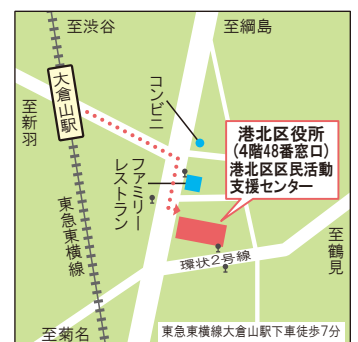 至渋谷
至綱島
大倉山駅
コンビニ
至新羽
港北区役所
(4階48番窓口)
港北区区民活動
支援センター
ファミリー
レストラン
東急東横線
環状2号線
至鶴見
至菊名
東急東横線大倉山駅下車徒歩7分